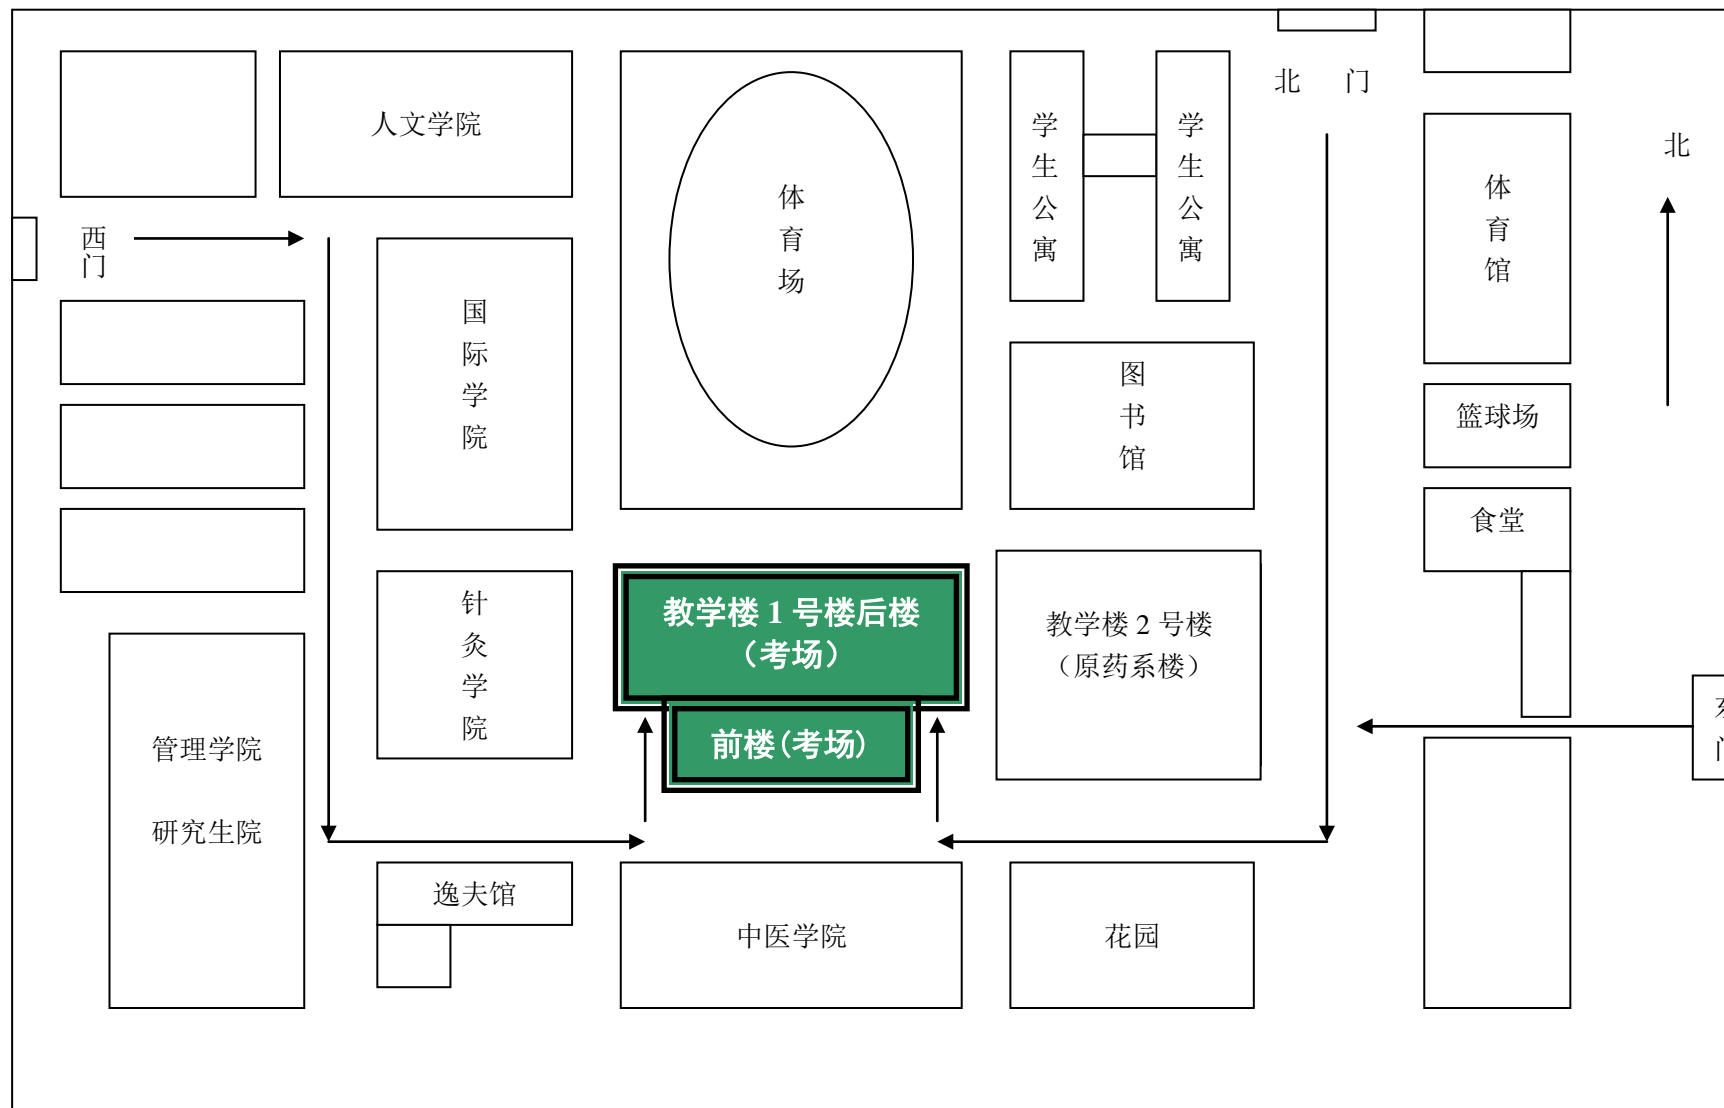 北 门
人文学院
学生公寓
学生公寓
北
体育场
体育馆
西门
国际学院
图书馆
篮球场
食堂
教学楼 1 号楼后楼
（考场）
针灸学院
教学楼 2 号楼
（原药系楼）
前楼（考场）
管理学院
研究生院
逸夫馆
中医学院
花园